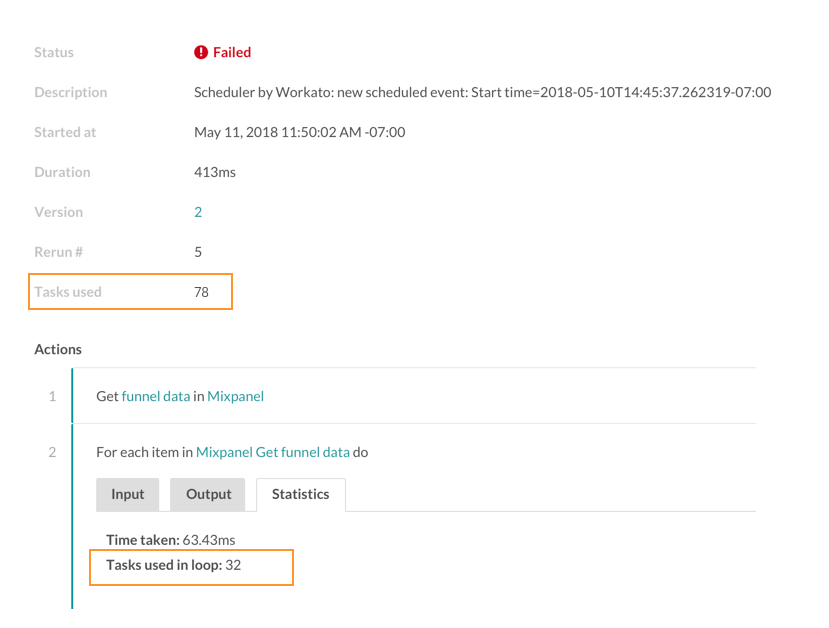 Status Failed
Description Scheduler by Workato: new scheduled event: Start time=2018-05-10T14:45:37.262319-07:00
Started at May 11, 2018 11:50:02 AM -07:00
Duration 413ms
Version 2
Rerun # 5
Tasks used 78
Actions
1 Get funnel data in Mixpanel
2 For each item in Mixpanel Get funnel data do
Input Output Statistics
Time taken: 63.43ms
Tasks used in loop: 32